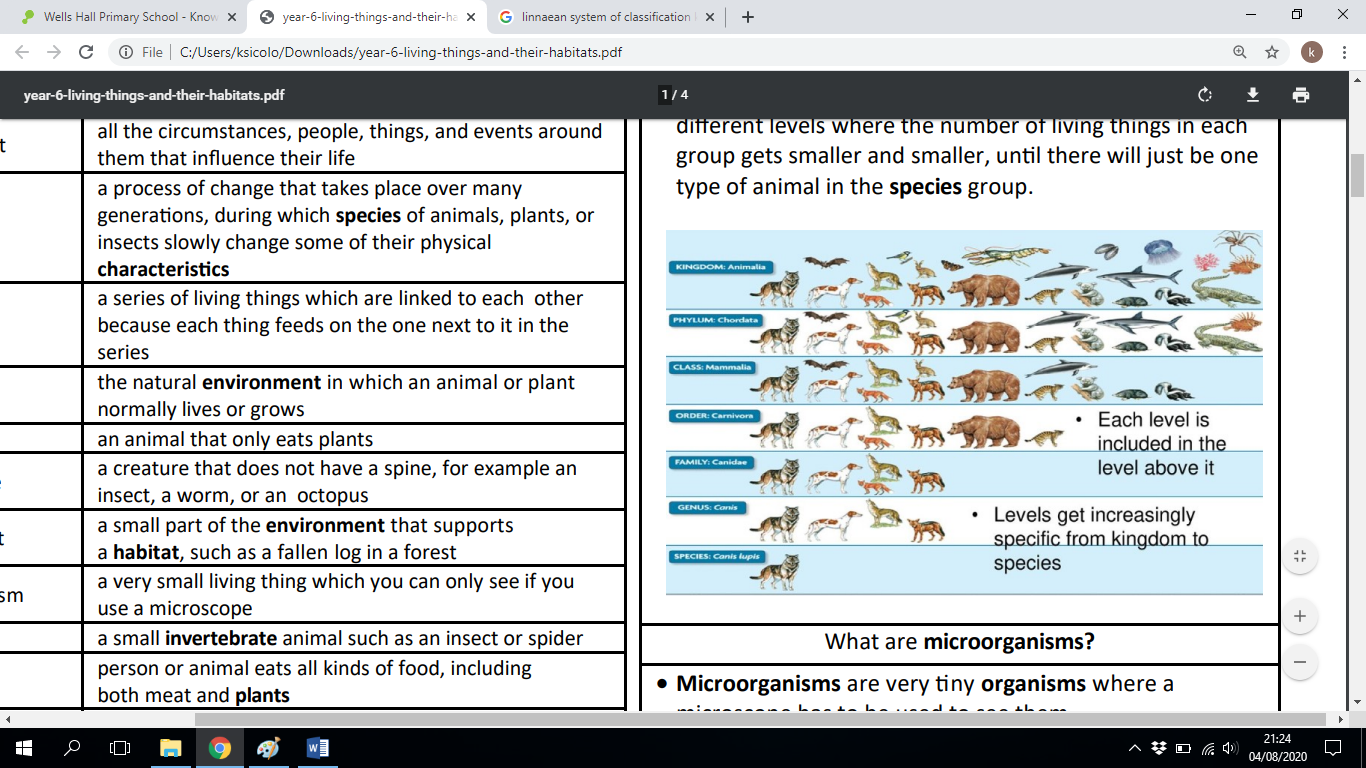 Wells Hall Primary School - Know
year-6-living-things-and-their-ha
linnaean system of classification
File
C:/Users/ksicolo/Downloads/year-6-living-things-and-their-habitats.pdf
k
year-6-living-things-and-their-habitats.pdf
1 / 4
t
all the circumstances, people, things, and events around
them that influence their life
a process of change that takes place over many
generations, during which species of animals, plants, or
insects slowly change some of their physical
characteristics
a series of living things which are linked to each other
because each thing feeds on the one next to it in the
series
the natural environment in which an animal or plant
normally lives or grows
an animal that only eats plants
a creature that does not have a spine, for example an
insect, a worm, or an octopus
t
a small part of the environment that supports
a habitat, such as a fallen log in a forest
sm
a very small living thing which you can only see if you
use a microscope
a small invertebrate animal such as an insect or spider
person or animal eats all kinds of food, including
both meat and plants
different levels where the number of living things in each
group gets smaller and smaller, until there will just be one
type of animal in the species group.
KINGDOM: Animalia
PHYLUM: Chordata
CLASS: Mammalia
ORDER: Carnivora
FAMILY: Canidae
GENUS: Canis
SPECIES: Canis lupis
• Each level is
included in the
level above it
• Levels get increasingly
specific from kingdom to
species
What are microorganisms?
• Microorganisms are very tiny organisms where a
microscope has to be used to see them
21:24
04/08/2020